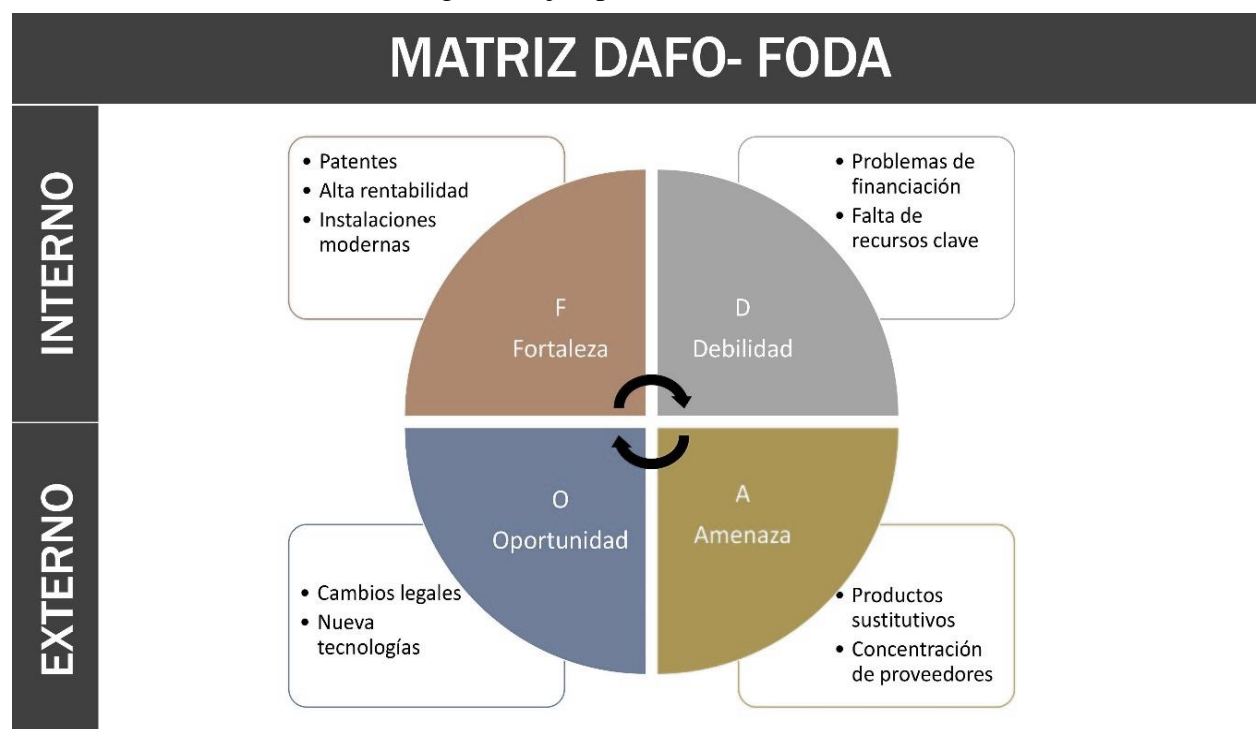 MATRIZ DAFO- FODA
INTERNO
• Patentes
• Alta rentabilidad
• Instalaciones
modernas
F
Fortaleza
• Problemas de
financiación
• Falta de
recursos clave
D
Debilidad
EXTERNO
O
Oportunidad
• Cambios legales
• Nueva
tecnologías
A
Amenaza
• Productos
sustitutivos
• Concentración
de proveedores